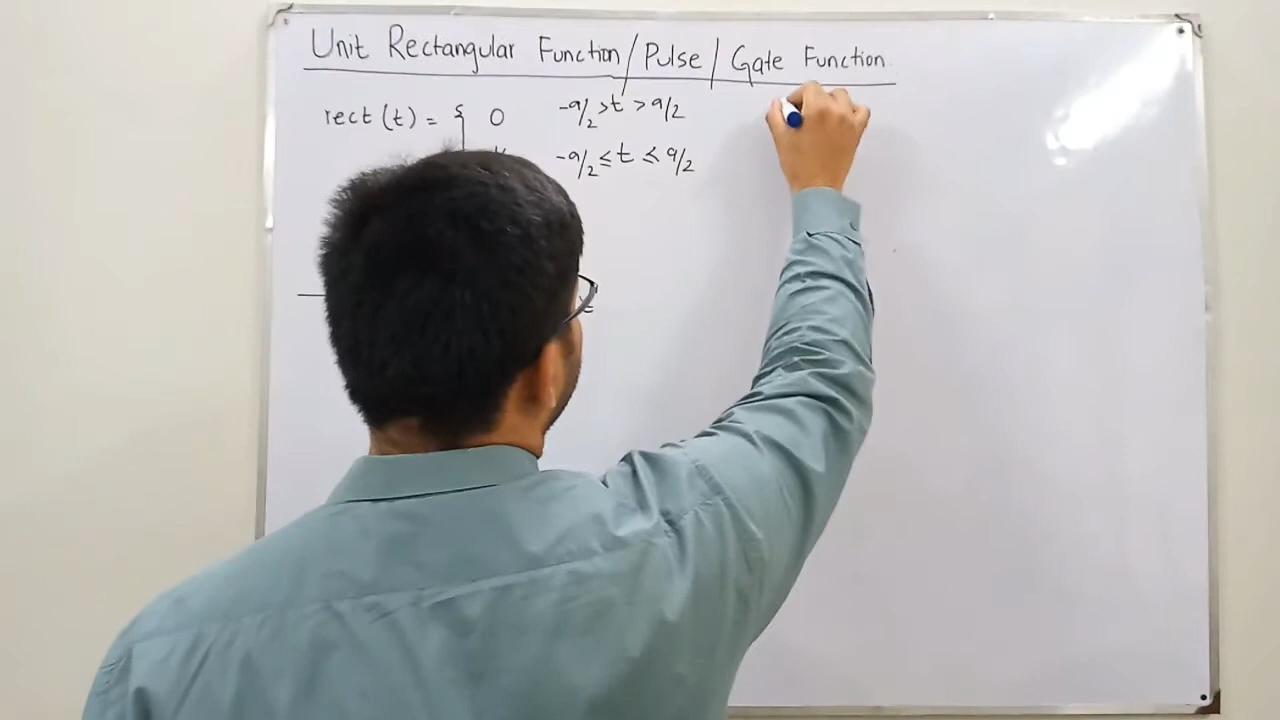 Unit Rectangular Function/Pulse/Gate Function
rect(t) = { 0 -a/2 >t > a/2
-a/2 ≤ t ≤ a/2
t